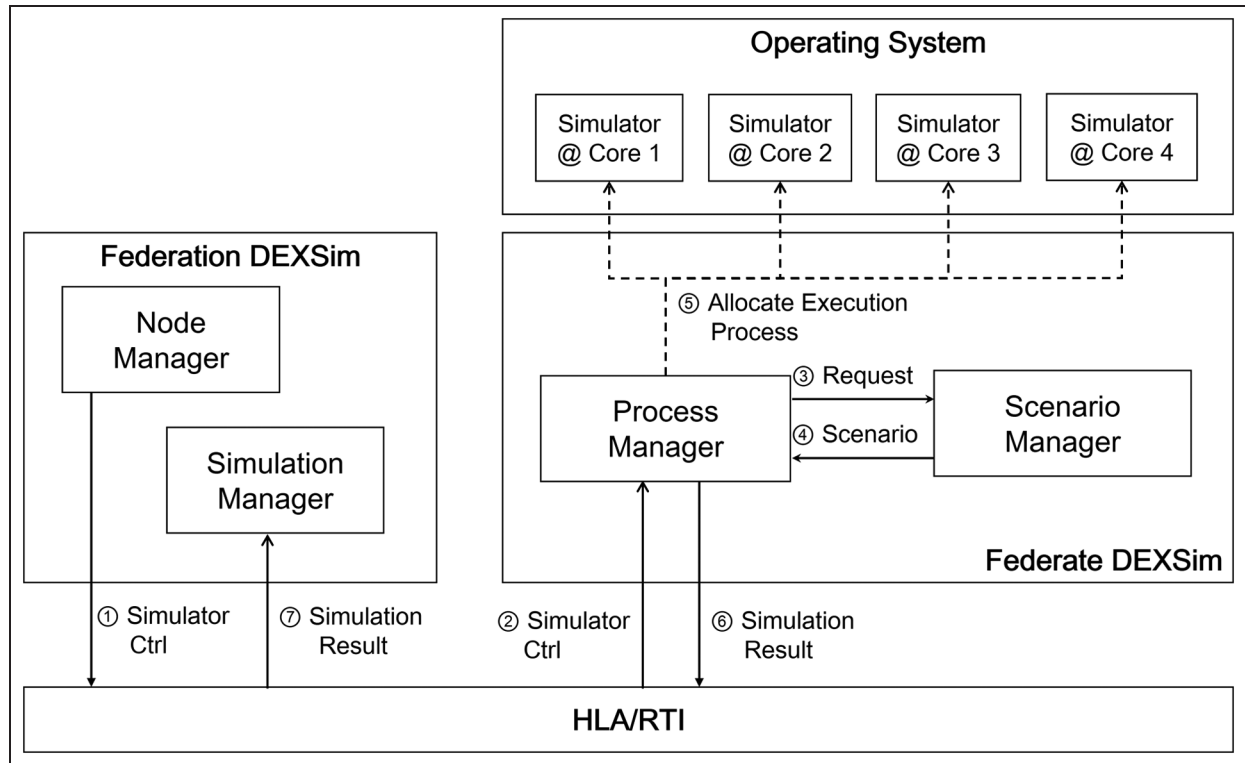 Operating System
Simulator
@ Core 1
Simulator
@ Core 2
Simulator
@ Core 3
Simulator
@ Core 4
Federation DEXSim
Node
Manager
Simulation
Manager
⑤ Allocate Execution
Process
Process
Manager
③ Request
④ Scenario
Scenario
Manager
Federate DEXSim
① Simulator
Ctrl
⑦ Simulation
Result
② Simulator
Ctrl
⑥ Simulation
Result
HLA/RTI